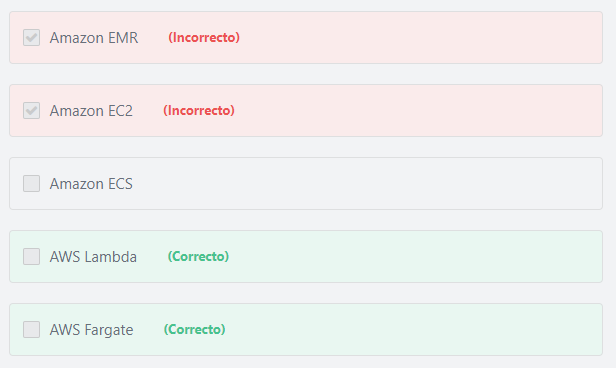 Amazon EMR (Incorrecto)
Amazon EC2 (Incorrecto)
Amazon ECS
AWS Lambda (Correcto)
AWS Fargate (Correcto)